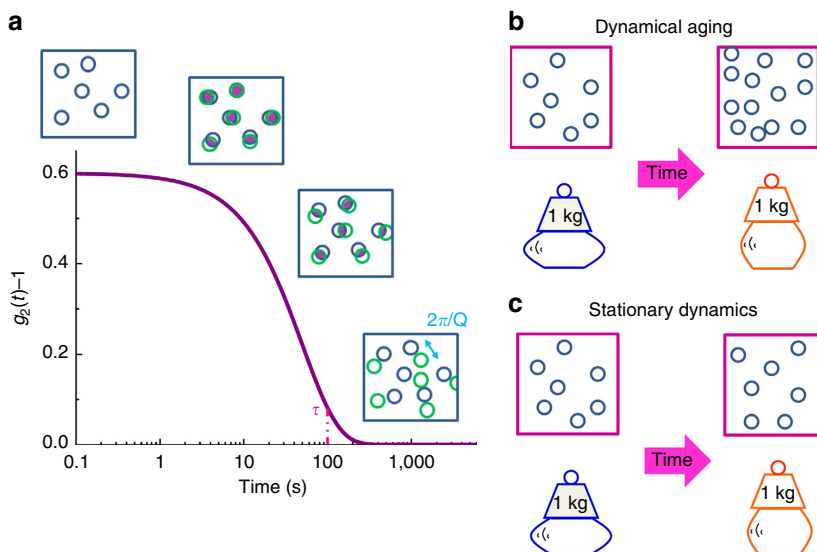 a
g₂(t)–1
0.6
0.4
0.2
0.0
0.1
1
10
100
1,000
Time (s)
τ
2π/Q
b
Dynamical aging
Time
1 kg
1 kg
c
Stationary dynamics
Time
1 kg
1 kg